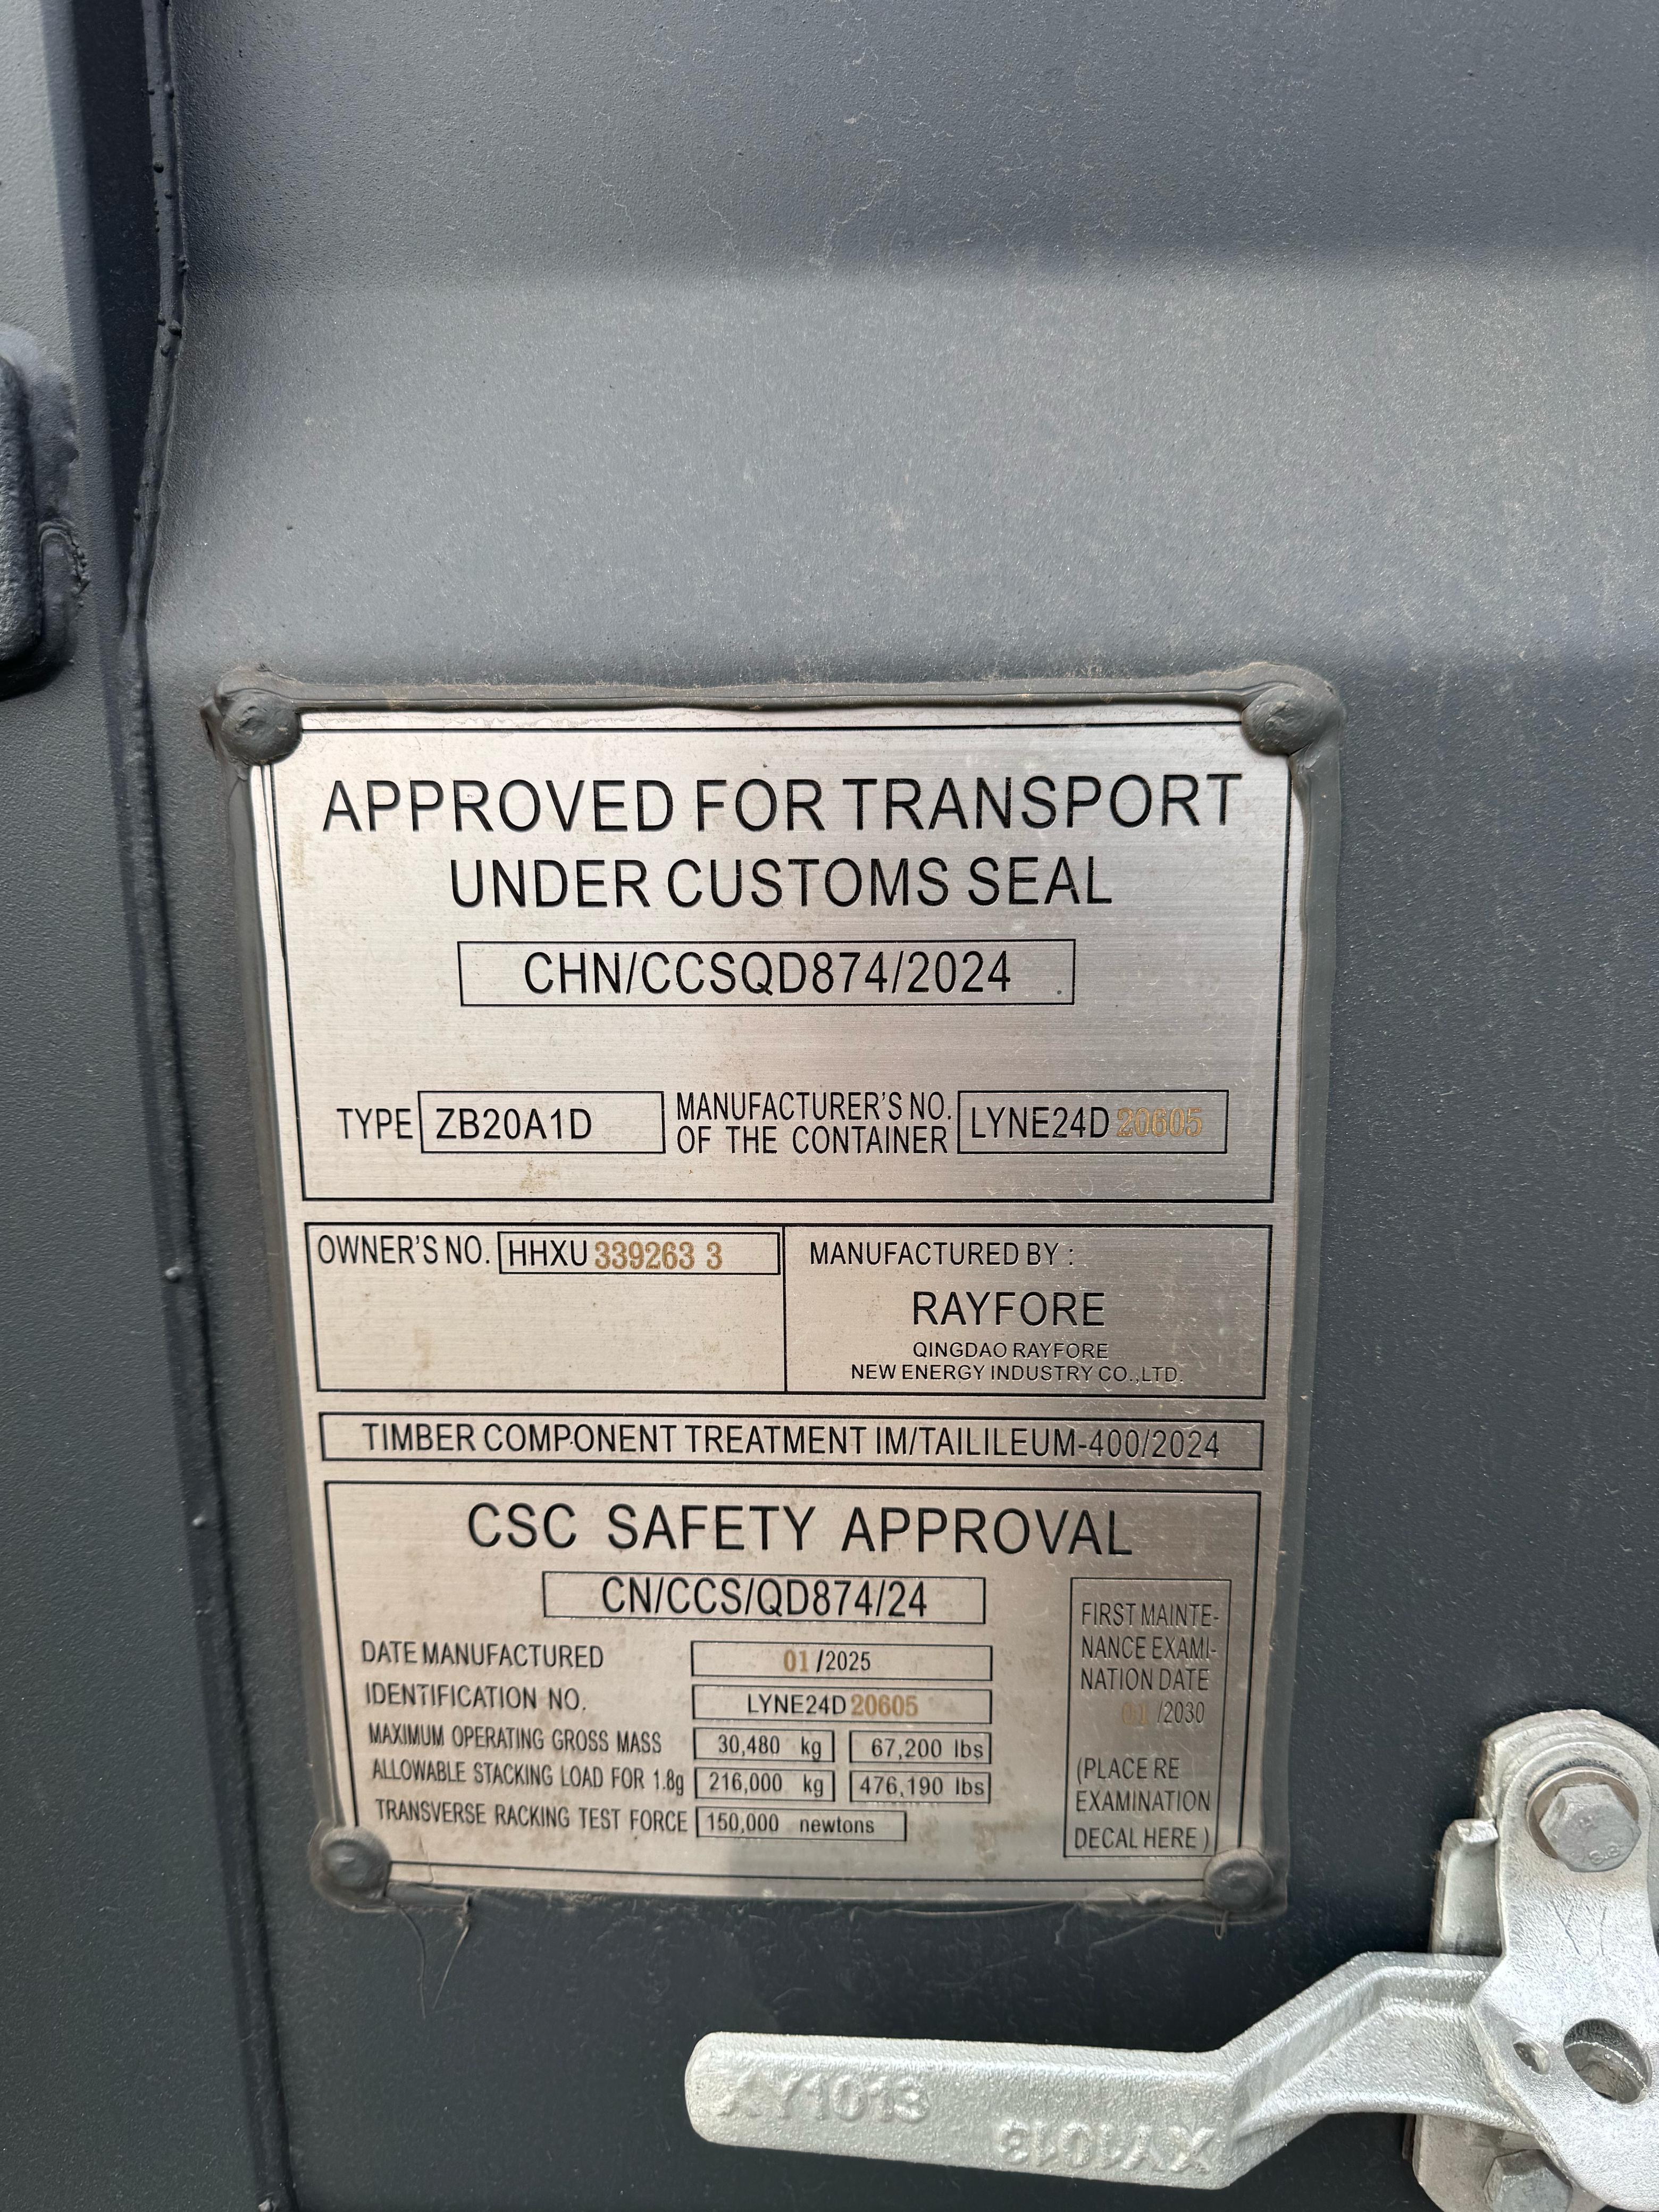 APPROVED FOR TRANSPORT
UNDER CUSTOMS SEAL
CHN/CCSQD874/2024
TYPE ZB20A1D MANUFACTURER'S NO. OF THE CONTAINER LYNE24D 20605
OWNER'S NO. HHXU 339263 3
MANUFACTURED BY :
RAYFORE
QINGDAO RAYFORE
NEW ENERGY INDUSTRY CO.,LTD.
TIMBER COMPONENT TREATMENT IM/TAILILEUM-400/2024
CSC SAFETY APPROVAL
CN/CCS/QD874/24
DATE MANUFACTURED 01 /2025
IDENTIFICATION NO. LYNE24D 20605
MAXIMUM OPERATING GROSS MASS 30,480 kg 67,200 lbs
ALLOWABLE STACKING LOAD FOR 1.8g 216,000 kg 476,190 lbs
TRANSVERSE RACKING TEST FORCE 150,000 newtons
FIRST MAINTE-
NANCE EXAMI-
NATION DATE
01 /2030
(PLACE RE
EXAMINATION
DECAL HERE )
XY1013
XY1013
8.8